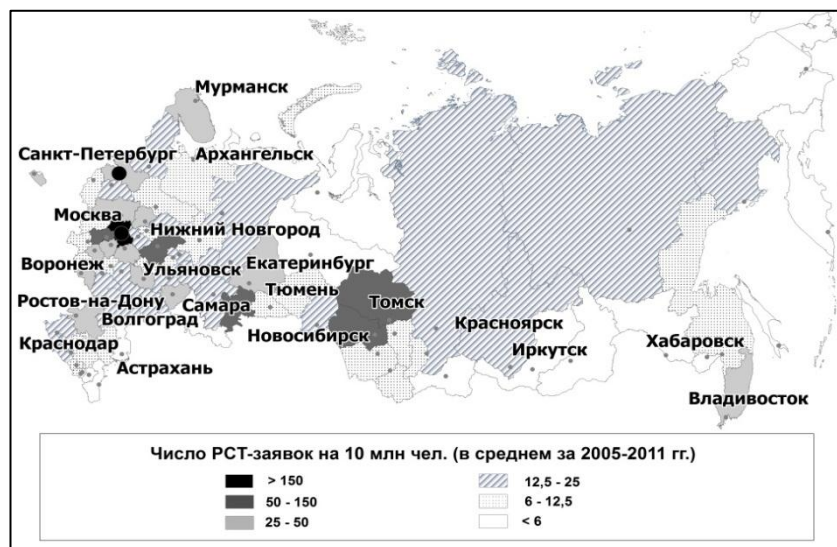 Мурманск
Санкт-Петербург
Архангельск
Москва
Нижний Новгород
Воронеж
Ульяновск
Екатеринбург
Ростов-на-Дону
Самара
Тюмень
Томск
Волгоград
Новосибирск
Красноярск
Краснодар
Иркутск
Хабаровск
Астрахань
Владивосток
Число РСТ-заявок на 10 млн чел. (в среднем за 2005-2011 гг.)
> 150
12,5 - 25
50 - 150
6 - 12,5
25 - 50
< 6